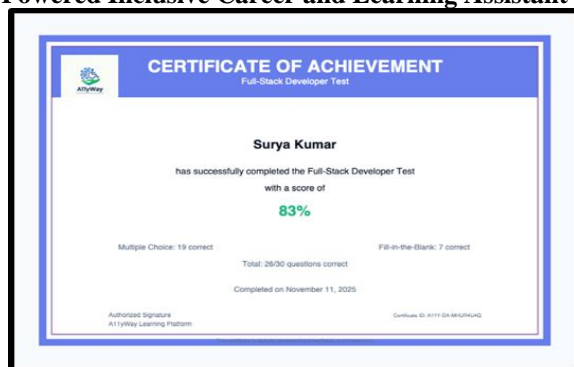 Powered Inclusive Career and Learning Assistant
CERTIFICATE OF ACHIEVEMENT
Full-Stack Developer Test
A11yWay
Surya Kumar
has successfully completed the Full-Stack Developer Test
with a score of
83%
Multiple Choice: 19 correct
Fill-in-the-Blank: 7 correct
Total: 26/30 questions correct
Completed on November 11, 2025
Authorized Signature
A11yWay Learning Platform
Certificate ID: